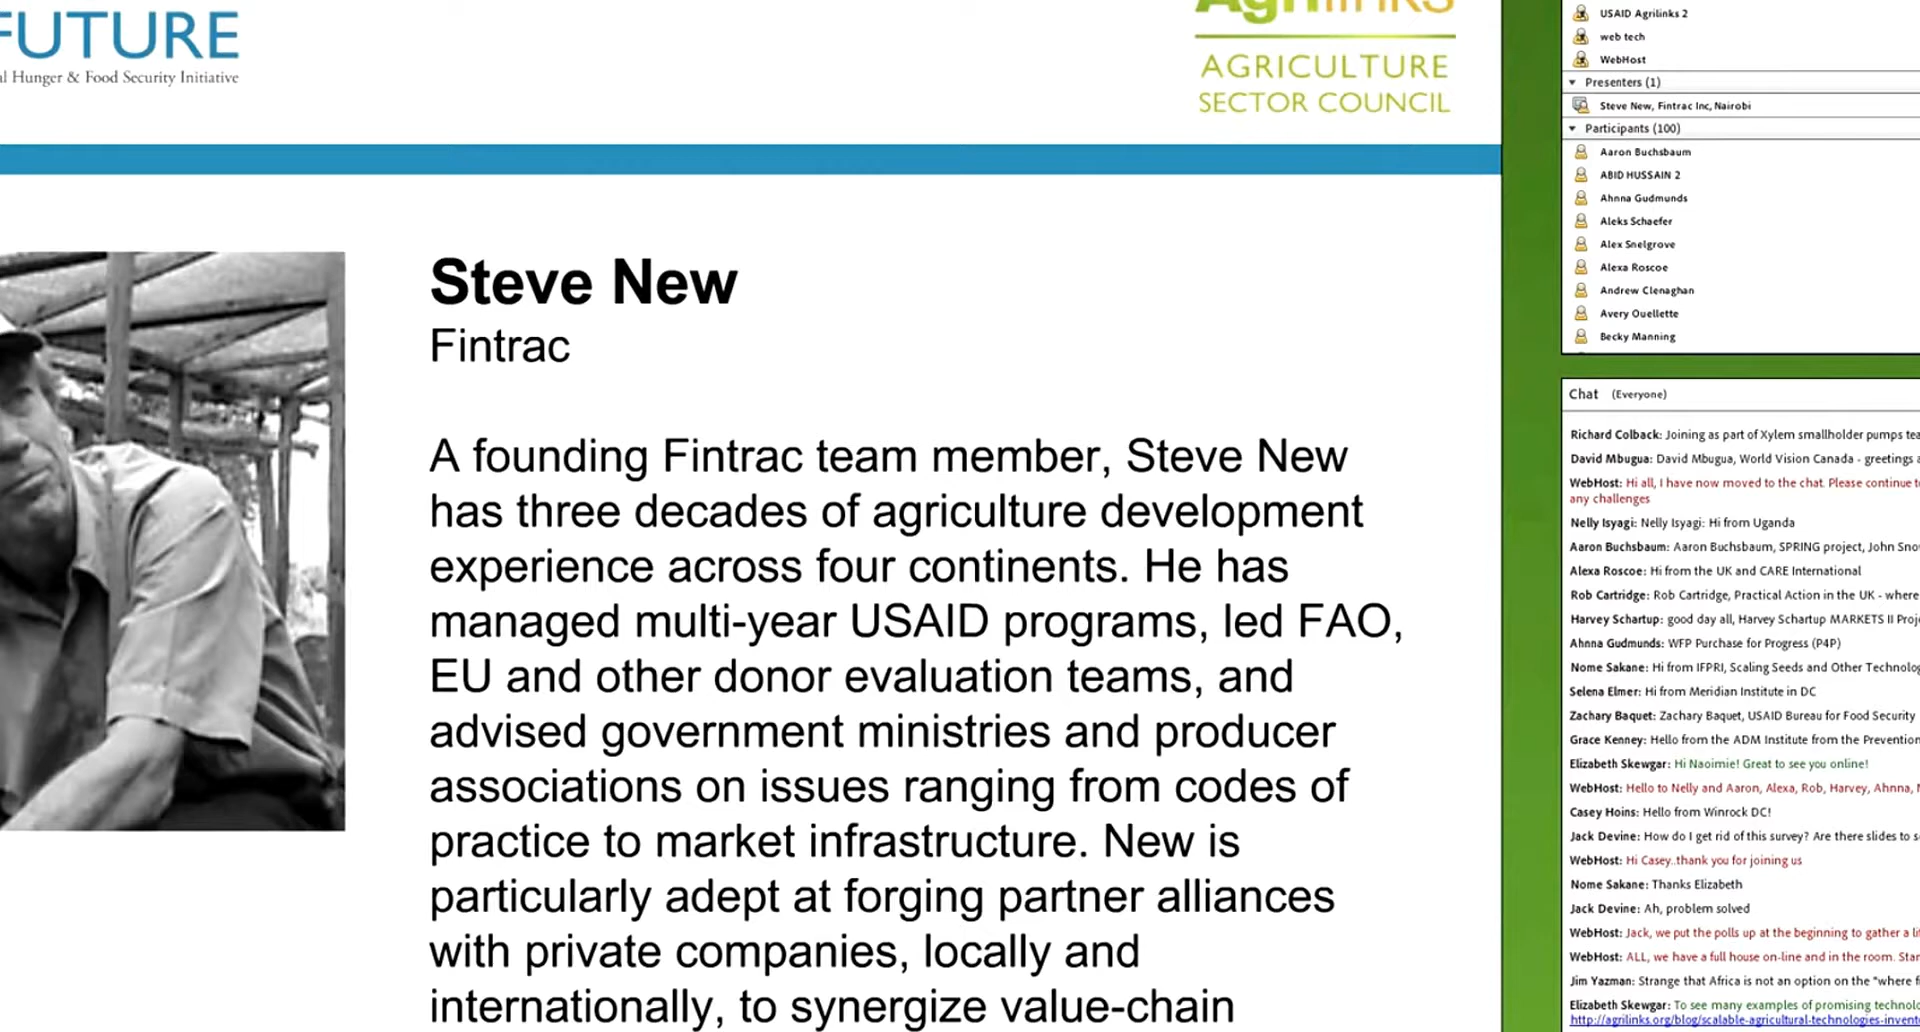 FUTURE
al Hunger & Food Security Initiative
Agrilinks
AGRICULTURE
SECTOR COUNCIL
Steve New
Fintrac
A founding Fintrac team member, Steve New
has three decades of agriculture development
experience across four continents. He has
managed multi-year USAID programs, led FAO,
EU and other donor evaluation teams, and
advised government ministries and producer
associations on issues ranging from codes of
practice to market infrastructure. New is
particularly adept at forging partner alliances
with private companies, locally and
internationally, to synergize value-chain
USAID Agrilinks 2
web tech
WebHost
Presenters (1)
Steve New, Fintrac Inc, Nairobi
Participants (100)
Aaron Buchsbaum
ABID HUSSAIN 2
Ahnna Gudmunds
Aleks Schaefer
Alex Snelgrove
Alexa Roscoe
Andrew Clenaghan
Avery Ouellette
Becky Manning
Chat (Everyone)
Richard Colback: Joining as part of Xylem smallholder pumps tea
David Mbugua: David Mbugua, World Vision Canada - greetings a
WebHost: Hi all, I have now moved to the chat. Please continue t
any challenges
Nelly Isyagi: Nelly Isyagi: Hi from Uganda
Aaron Buchsbaum: Aaron Buchsbaum, SPRING project, John Sno
Alexa Roscoe: Hi from the UK and CARE International
Rob Cartridge: Rob Cartridge, Practical Action in the UK - where
Harvey Schartup: good day all, Harvey Schartup MARKETS II Proj
Ahnna Gudmunds: WFP Purchase for Progress (P4P)
Nome Sakane: Hi from IFPRI, Scaling Seeds and Other Technolo
Selena Elmer: Hi from Meridian Institute in DC
Zachary Baquet: Zachary Baquet, USAID Bureau for Food Security
Grace Kenney: Hello from the ADM Institute from the Prevention
Elizabeth Skewgar: Hi Naoimie! Great to see you online!
WebHost: Hello to Nelly and Aaron, Alexa, Rob, Harvey, Ahnna,
Casey Hoins: Hello from Winrock DC!
Jack Devine: How do I get rid of this survey? Are there slides to s
WebHost: Hi Casey..thank you for joining us
Nome Sakane: Thanks Elizabeth
Jack Devine: Ah, problem solved
WebHost: Jack, we put the polls up at the beginning to gather a li
WebHost: ALL, we have a full house on-line and in the room. Star
Jim Yazman: Strange that Africa is not an option on the "where f
Elizabeth Skewgar: To see many examples of promising technolo
http://agrilinks.org/blog/scalable-agricultural-technologies-invent